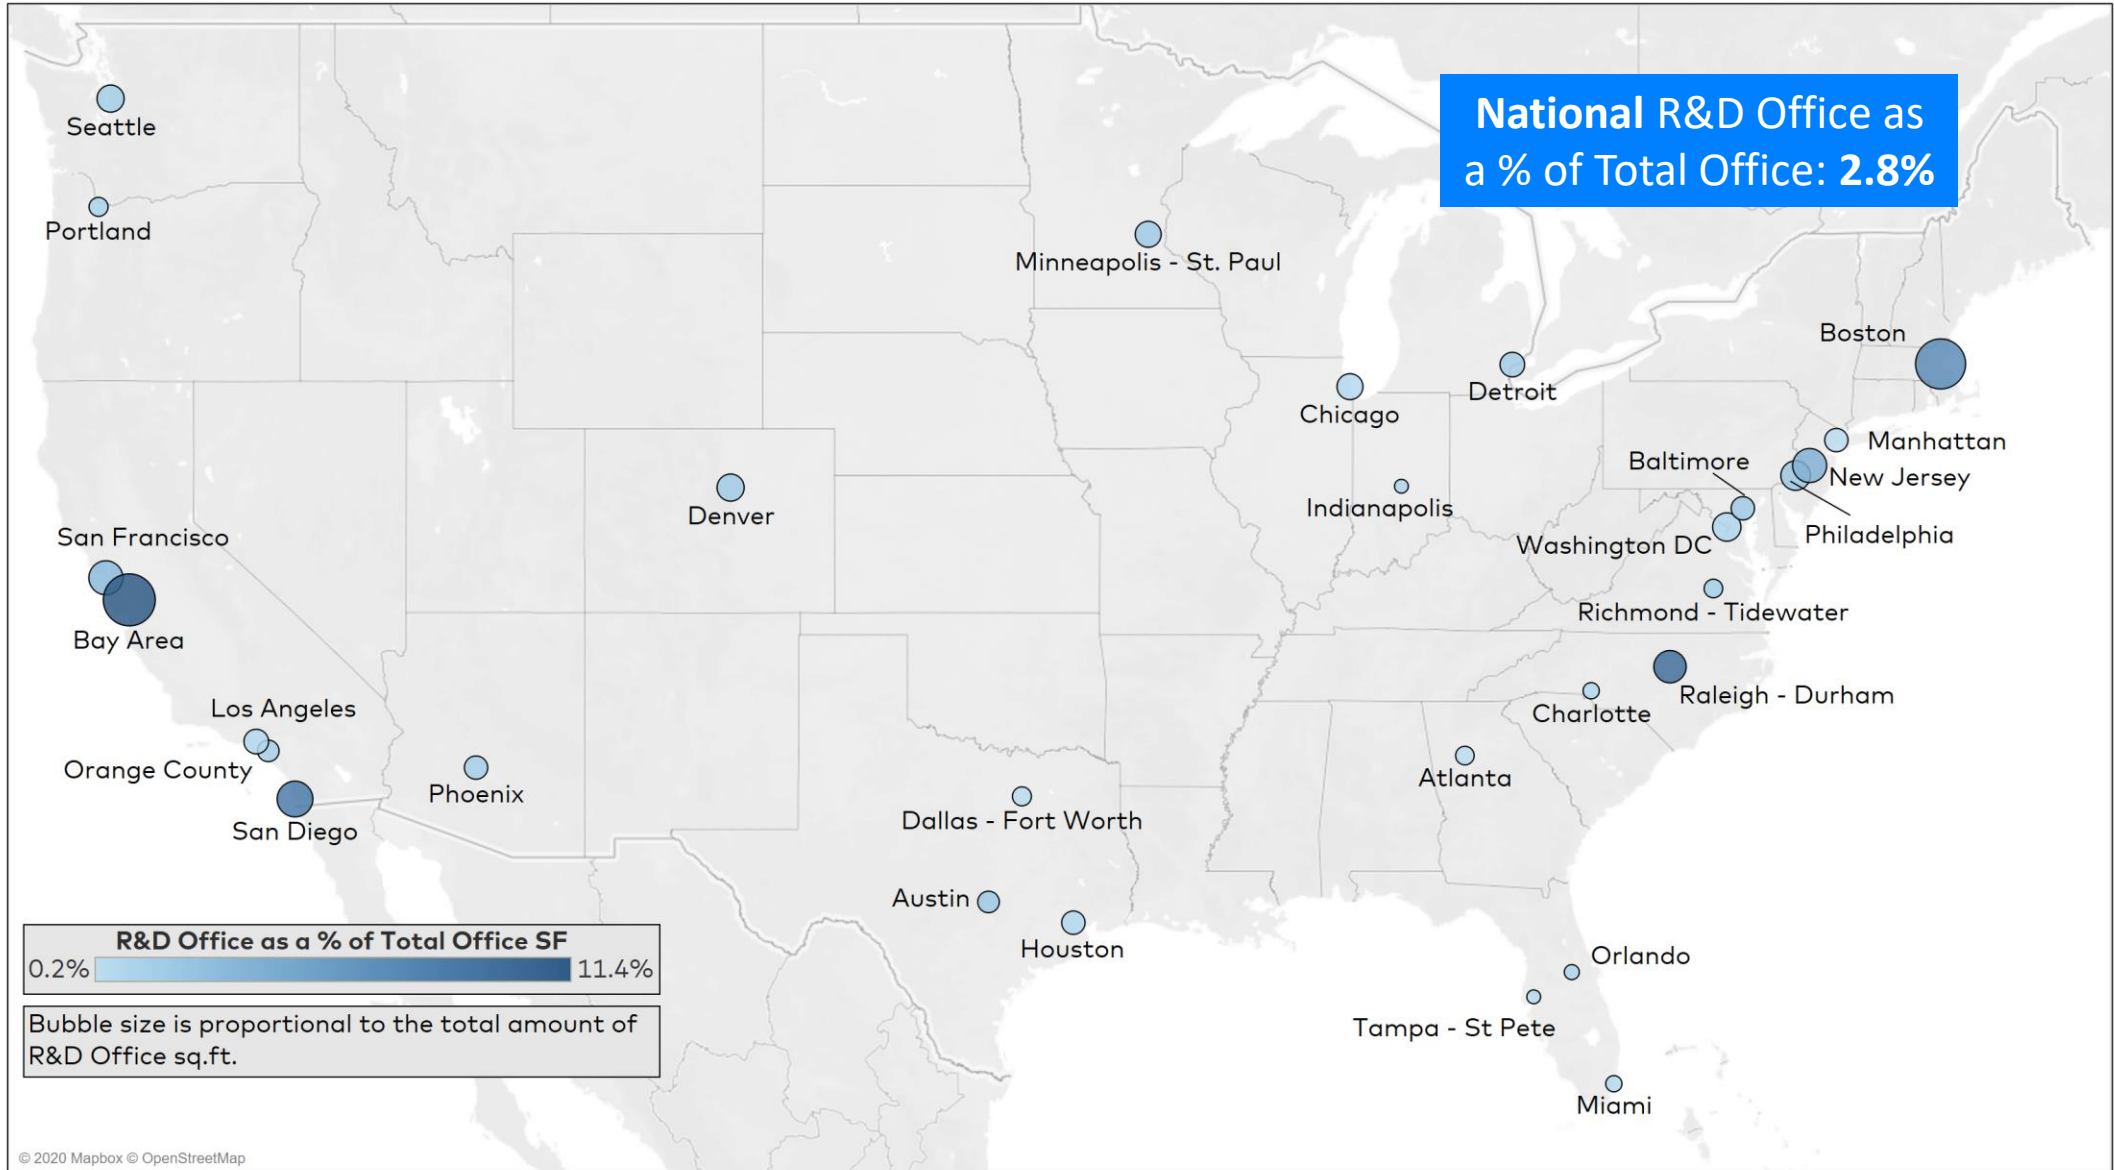 National R&D Office as
a % of Total Office: 2.8%
Seattle
Portland
Minneapolis - St. Paul
Boston
Detroit
Chicago
Manhattan
Baltimore
New Jersey
Indianapolis
Denver
Philadelphia
San Francisco
Washington DC
Richmond - Tidewater
Bay Area
Raleigh - Durham
Los Angeles
Charlotte
Orange County
Atlanta
Phoenix
Dallas - Fort Worth
San Diego
Austin
Houston
Orlando
Tampa - St Pete
Miami
R&D Office as a % of Total Office SF
0.2% 11.4%
Bubble size is proportional to the total amount of
R&D Office sq.ft.
© 2020 Mapbox © OpenStreetMap